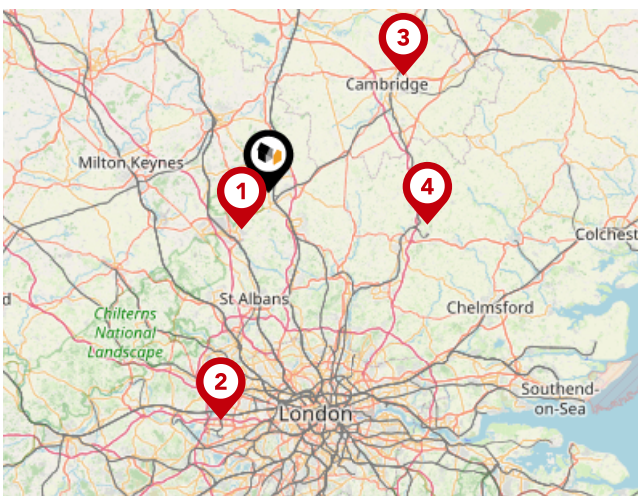 3
Cambridge
Milton Keynes
1
4
Colchest
d
St Albans
Chilterns
National
Landscape
Chelmsford
2
Southend-
on-Sea
London